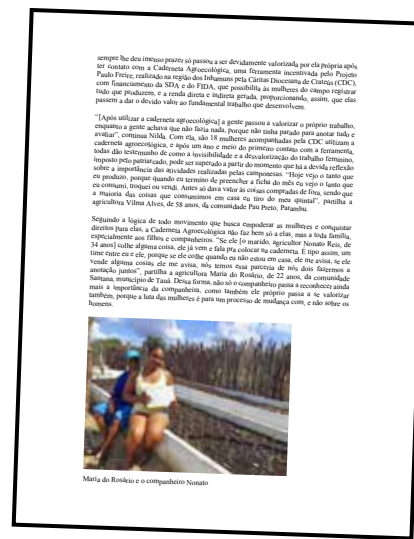 sempre lhe deu imenso prazer só passou a ser devidamente valorizada por ela própria após
ter contato com a Caderneta Agroecológica, uma ferramenta incentivada pelo Projeto
Paulo Freire, realizado na região dos Inhamuns pela Cáritas Diocesana de Crateús (CDC),
com financiamento da SDA e do FIDA, que possibilita às mulheres do campo registrar
tudo que produzem, e a renda direta e indireta gerada, proporcionando, assim, que elas
passem a dar o devido valor ao fundamental trabalho que desenvolvem.
"[Após utilizar a caderneta agroecológica] a gente passou a valorizar o próprio trabalho,
enquanto a gente achava que não fazia nada, porque não tinha parado para anotar tudo e
avaliar", continua Nilda. Com ela, são 18 mulheres acompanhadas pela CDC utilizam a
caderneta agroecológica, e após um ano e meio do primeiro contato com a ferramenta,
todas dão testemunho de como a invisibilidade e a desvalorização do trabalho feminino,
imposto pelo patriarcado, pode ser superado a partir do momento que há a devida reflexão
sobre a importância das atividades realizadas pelas camponesas. "Hoje vejo o tanto que
eu produzo, porque quando eu termino de preencher a ficha do mês eu vejo o tanto que
eu consumi, troquei ou vendi. Antes só dava valor às coisas compradas de fora, sendo que
a maioria das coisas que consumimos em casa eu tiro do meu quintal", partilha a
agricultora Vilma Alves, de 58 anos, da comunidade Pau Preto, Parambu.
Seguindo a lógica de todo movimento que busca empoderar as mulheres e conquistar
direitos para elas, a Caderneta Agroecológica não faz bem só a elas, mas a toda família,
especialmente aos filhos e companheiros. "Se ele [o marido, agricultor Nonato Reis, de
34 anos] colhe alguma coisa, ele já vem e fala pra colocar na caderneta. É tipo assim, um
time entre eu e ele, porque se ele colhe quando eu não estou em casa, ele me avisa, se ele
vende alguma coisa, ele me avisa, nós temos essa parceria de nós dois fazermos a
anotação juntos", partilha a agricultora Maria do Rosário, de 22 anos, da comunidade
Santana, município de Tauá. Dessa forma, não só o companheiro passa a reconhecer ainda
mais a importância da companheira, como também ele próprio passa a se valorizar
também, porque a luta das mulheres é para um processo de mudança com, e não sobre os
homens.
Maria do Rosário e o companheiro Nonato